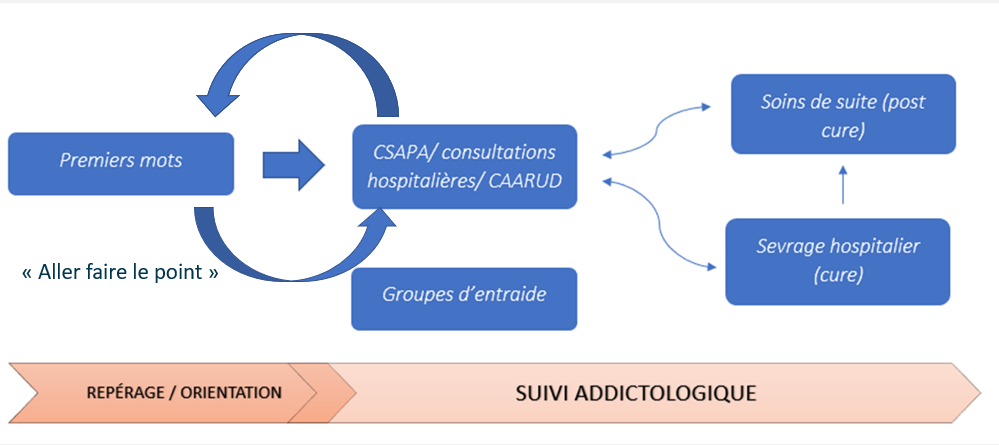 Premiers mots
CSAPA/ consultations
hospitalières/ CAARUD
Soins de suite (post
cure)
Sevrage hospitalier
(cure)
« Aller faire le point »
Groupes d’entraide
REPÉRAGE / ORIENTATION
SUIVI ADDICTOLOGIQUE